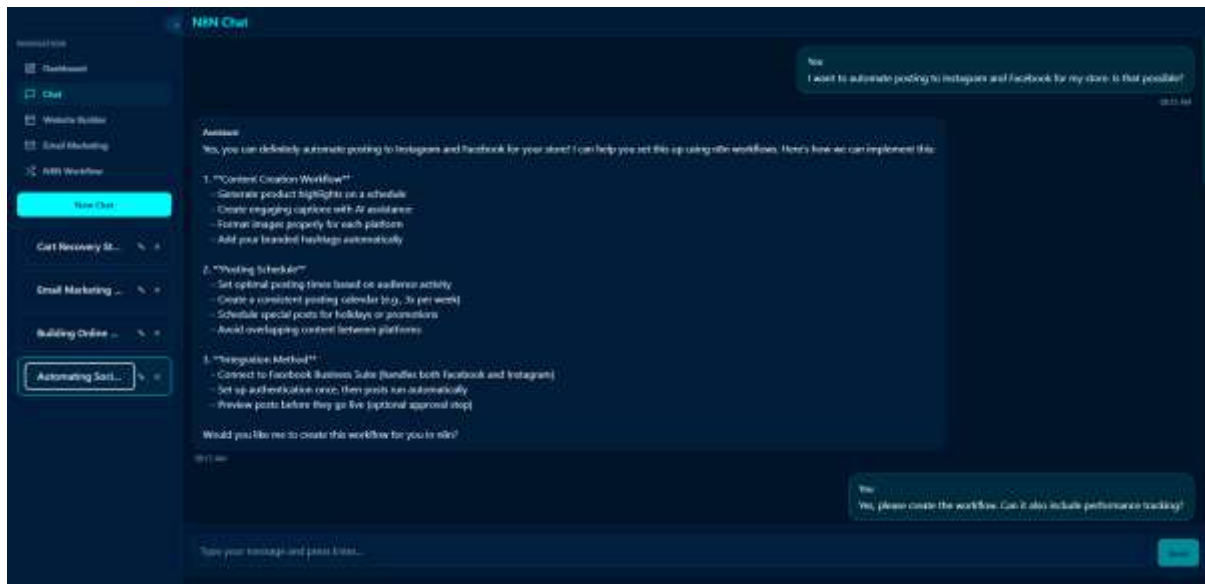 N8N Chat
NAVIGATION
Dashboard
Chat
Website Builder
Email Marketing
N8N Workflow
New Chat
Cart Recovery St...
Email Marketing ...
Building Online ...
Automating Soci...
You
I want to automate posting to Instagram and Facebook for my store. Is that possible?
Assistant
Yes, you can definitely automate posting to Instagram and Facebook for your store! I can help you set this up using n8n workflows. Here's how we can implement this:
1. **Content Creation Workflow**
- Generate product highlights on a schedule
- Create engaging captions with AI assistance
- Format images properly for each platform
- Add your branded hashtags automatically
2. **Posting Schedule**
- Set optimal posting times based on audience activity
- Create a consistent posting calendar (e.g., 3x per week)
- Schedule special posts for holidays or promotions
- Avoid overlapping content between platforms
3. **Integration Method**
- Connect to Facebook Business Suite (handles both Facebook and Instagram)
- Set up authentication once, then posts run automatically
- Preview posts before they go live (optional approval step)
Would you like me to create this workflow for you in n8n?
You
Yes, please create the workflow. Can it also include performance tracking?
Type your message and press Enter...
Send